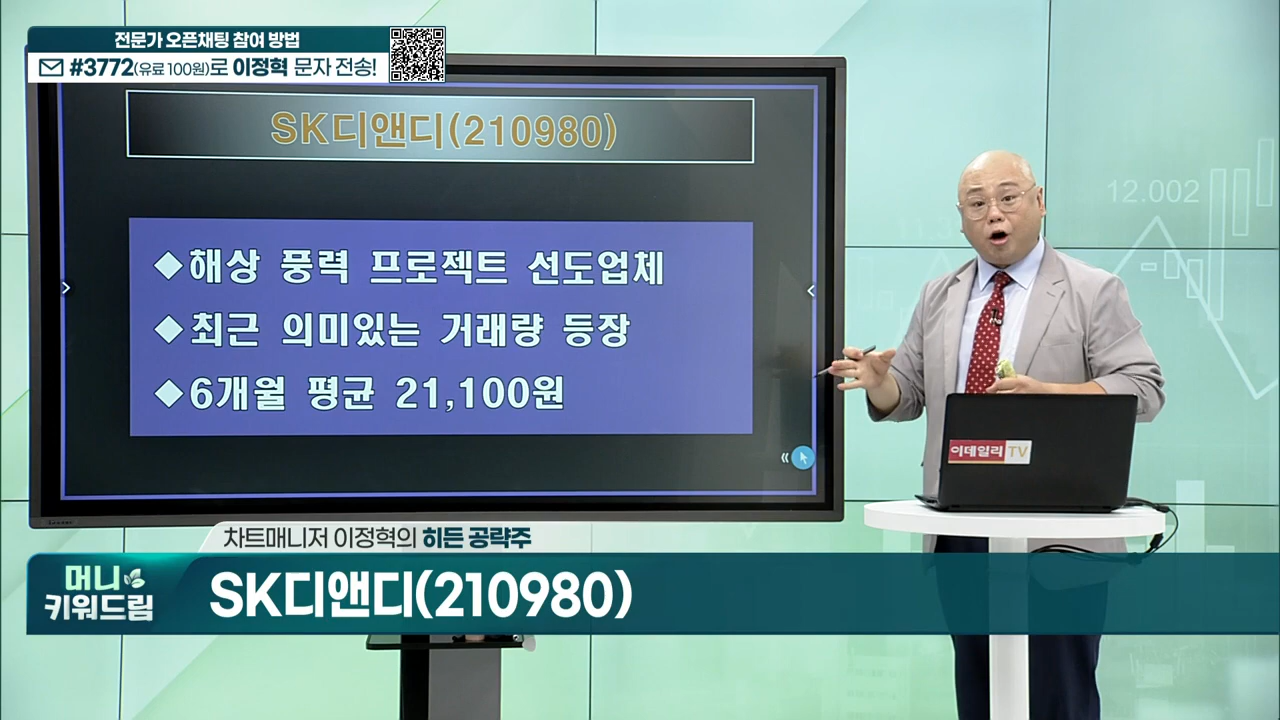 전문가 오픈채팅 참여 방법
#3772(유료 100원)로 이정혁 문자 전송!
SK디앤디(210980)
◆해상 풍력 프로젝트 선도업체
◆최근 의미있는 거래량 등장
◆6개월 평균 21,100원
12.002
이데일리 TV
차트매니저 이정혁의 히든 공략주
머니
키워드림
SK디앤디(210980)